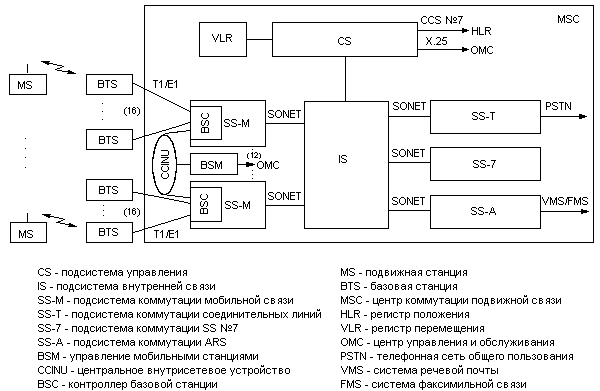 CCS №7
MSC
VLR
CS
HLR
X.25
OMC
MS
BTS
T1/E1
(16)
BSC
SS-M
SONET
SONET
SS-T
PSTN
BTS
CCINU
BSM
(12)
OMC
IS
SONET
SS-7
BTS
(16)
BSC
SS-M
SONET
SONET
SS-A
VMS/FMS
MS
BTS
T1/E1
CS - подсистема управления
IS - подсистема внутренней связи
SS-M - подсистема коммутации мобильной связи
SS-T - подсистема коммутации соединительных линий
SS-7 - подсистема коммутации SS №7
SS-A - подсистема коммутации ARS
BSM - управление мобильными станциями
CCINU - центральное внутрисетевое устройство
BSC - контроллер базовой станции
MS - подвижная станция
BTS - базовая станция
MSC - центр коммутации подвижной связи
HLR - регистр положения
VLR - регистр перемещения
OMC - центр управления и обслуживания
PSTN - телефонная сеть общего пользования
VMS - система речевой почты
FMS - система факсимильной связи